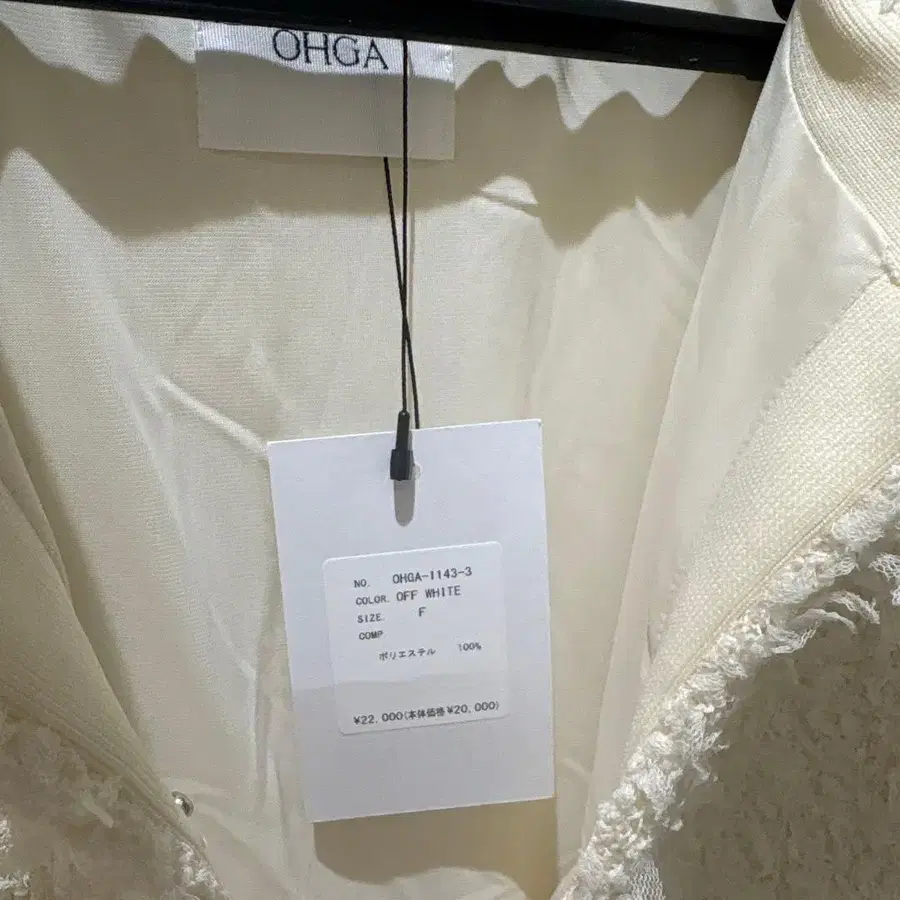 OHGA
NO. OHGA-1143-3
COLOR. OFF WHITE
SIZE. F
COMP
ポリエステル 100%
¥22,000(本体価格¥20,000)